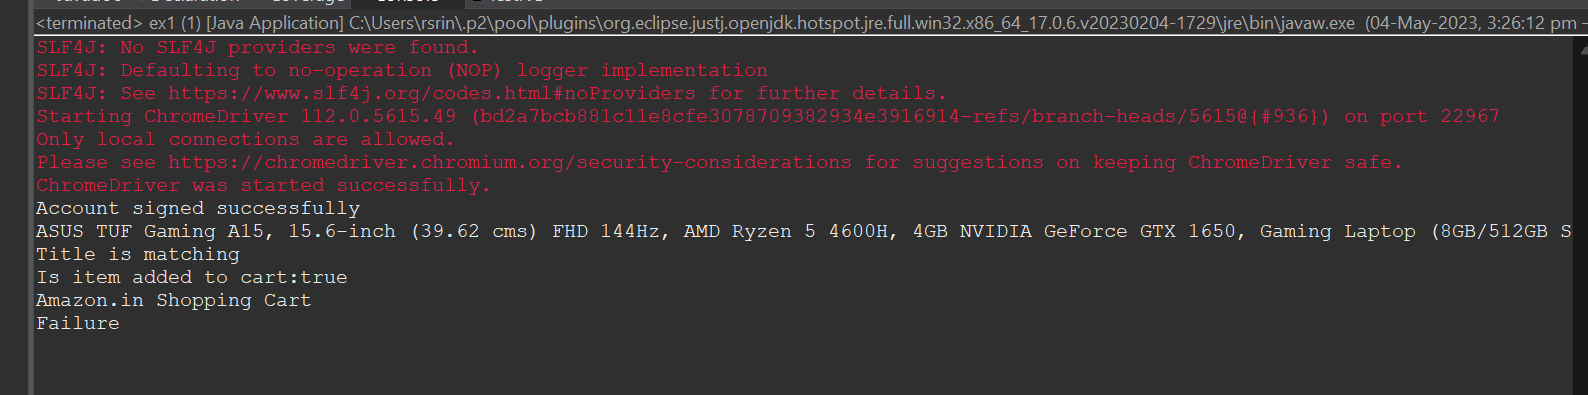 <terminated> ex1 (1) [Java Application] C:\Users\rsrin\.p2\pool\plugins\org.eclipse.justj.openjdk.hotspot.jre.full.win32.x86_64_17.0.6.v20230204-1729\jre\bin\javaw.exe (04-May-2023, 3:26:12 pm –
SLF4J: No SLF4J providers were found.
SLF4J: Defaulting to no-operation (NOP) logger implementation
SLF4J: See https://www.slf4j.org/codes.html#noProviders for further details.
Starting ChromeDriver 112.0.5615.49 (bd2a7bcb881c11e8cfe3078709382934e3916914-refs/branch-heads/5615@{#936}) on port 22967
Only local connections are allowed.
Please see https://chromedriver.chromium.org/security-considerations for suggestions on keeping ChromeDriver safe.
ChromeDriver was started successfully.
Account signed successfully
ASUS TUF Gaming A15, 15.6-inch (39.62 cms) FHD 144Hz, AMD Ryzen 5 4600H, 4GB NVIDIA GeForce GTX 1650, Gaming Laptop (8GB/512GB S
Title is matching
Is item added to cart:true
Amazon.in Shopping Cart
Failure